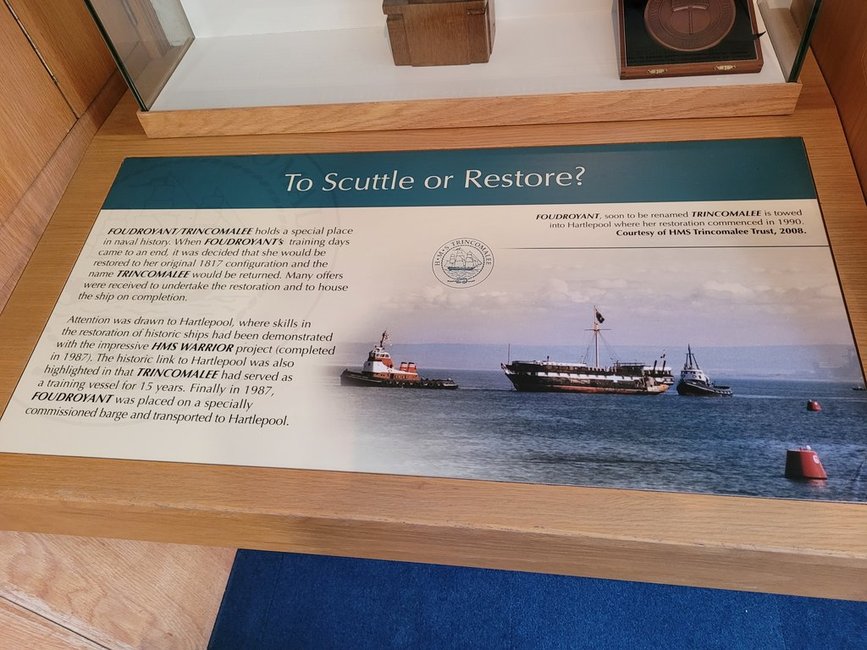 To Scuttle or Restore?
FOUDROYANT/TRINCOMALEE holds a special place
in naval history. When FOUDROYANT's training days
came to an end, it was decided that she would be
restored to her original 1817 configuration and the
name TRINCOMALEE would be returned. Many offers
were received to undertake the restoration and to house
the ship on completion.
Attention was drawn to Hartlepool, where skills in
the restoration of historic ships had been demonstrated
with the impressive HMS WARRIOR project (completed
in 1987). The historic link to Hartlepool was also
highlighted in that TRINCOMALEE had served as
a training vessel for 15 years. Finally in 1987,
FOUDROYANT was placed on a specially
commissioned barge and transported to Hartlepool.
FOUDROYANT, soon to be renamed TRINCOMALEE is towed
into Hartlepool where her restoration commenced in 1990.
Courtesy of HMS Trincomalee Trust, 2008.
H·M·S TRINCOMALEE